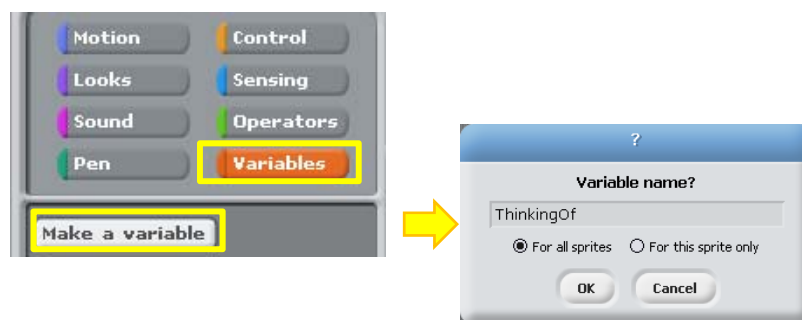 Motion Control
Looks Sensing
Sound Operators
Pen Variables
Make a variable
?
Variable name?
ThinkingOf
For all sprites For this sprite only
OK Cancel